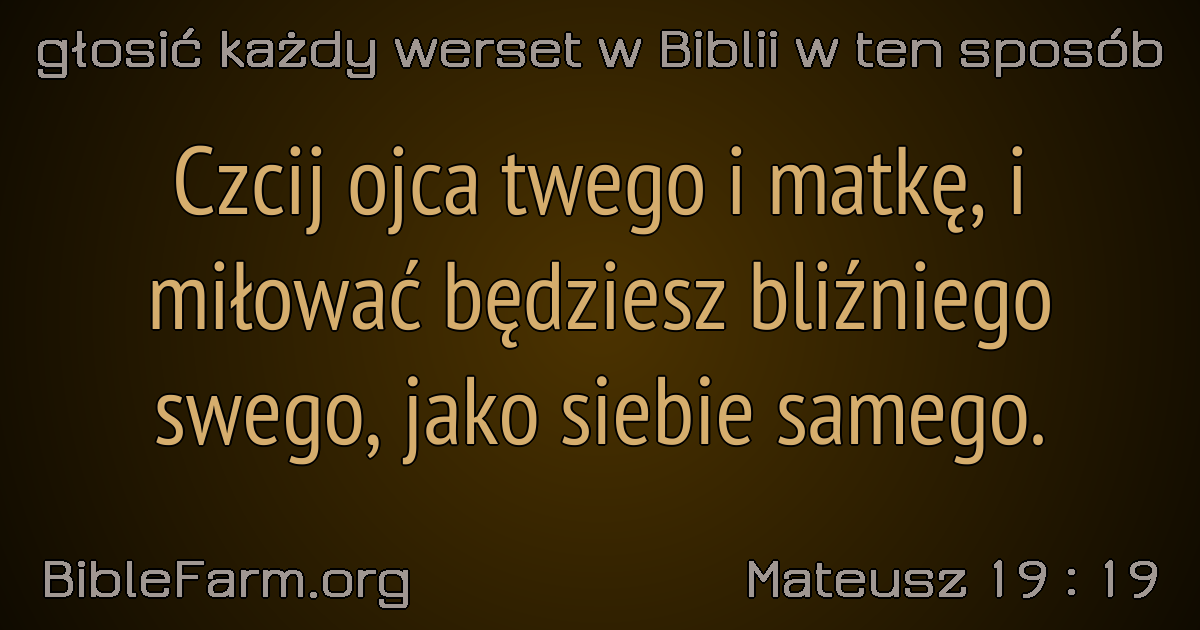 głosić każdy werset w Biblii w ten sposób
Czcij ojca twego i matkę, i
miłować będziesz bliźniego
swego, jako siebie samego.
BibleFarm.org
Mateusz 19 : 19